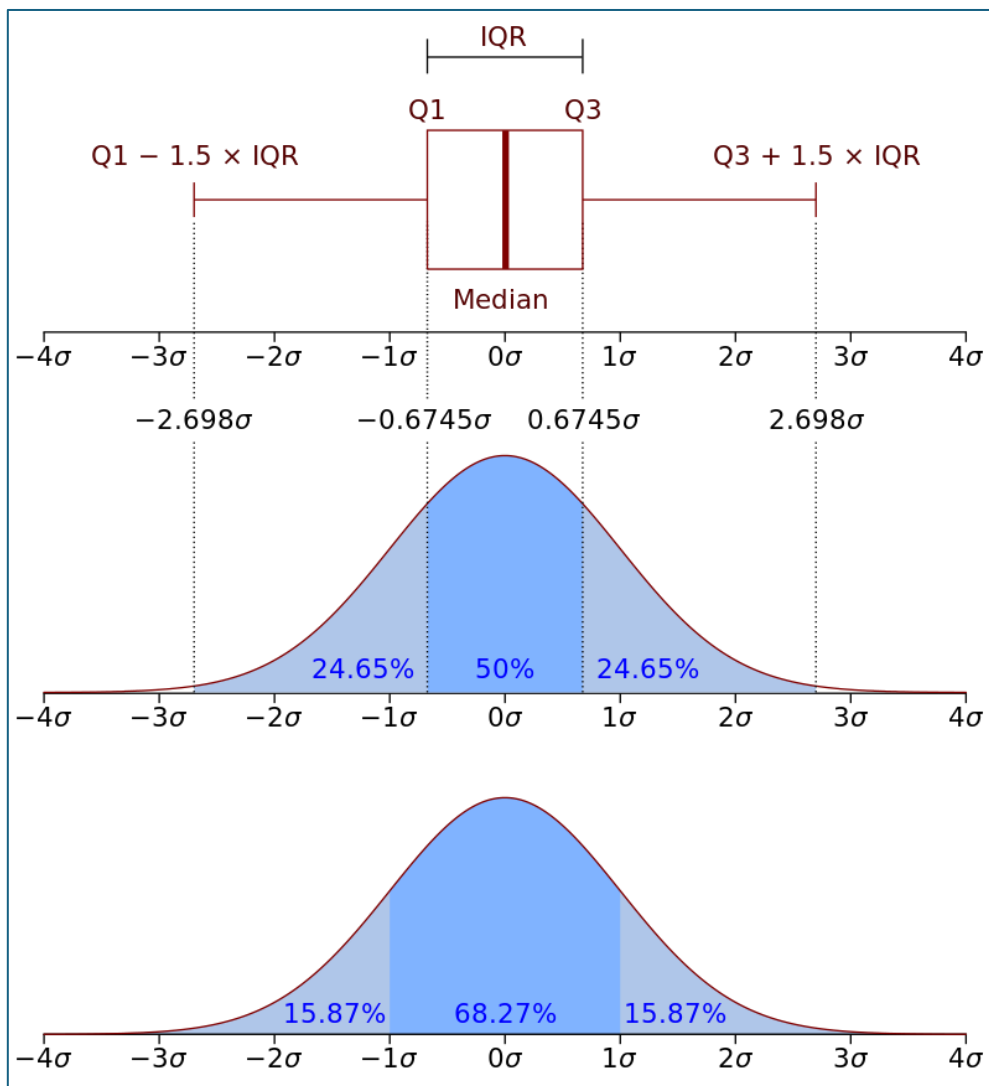 IQR
Q1 Q3
Q1 − 1.5 × IQR Q3 + 1.5 × IQR
Median
−4σ −3σ −2σ −1σ 0σ 1σ 2σ 3σ 4σ
−2.698σ −0.6745σ 0.6745σ 2.698σ
24.65% 50% 24.65%
−4σ −3σ −2σ −1σ 0σ 1σ 2σ 3σ 4σ
15.87% 68.27% 15.87%
−4σ −3σ −2σ −1σ 0σ 1σ 2σ 3σ 4σ